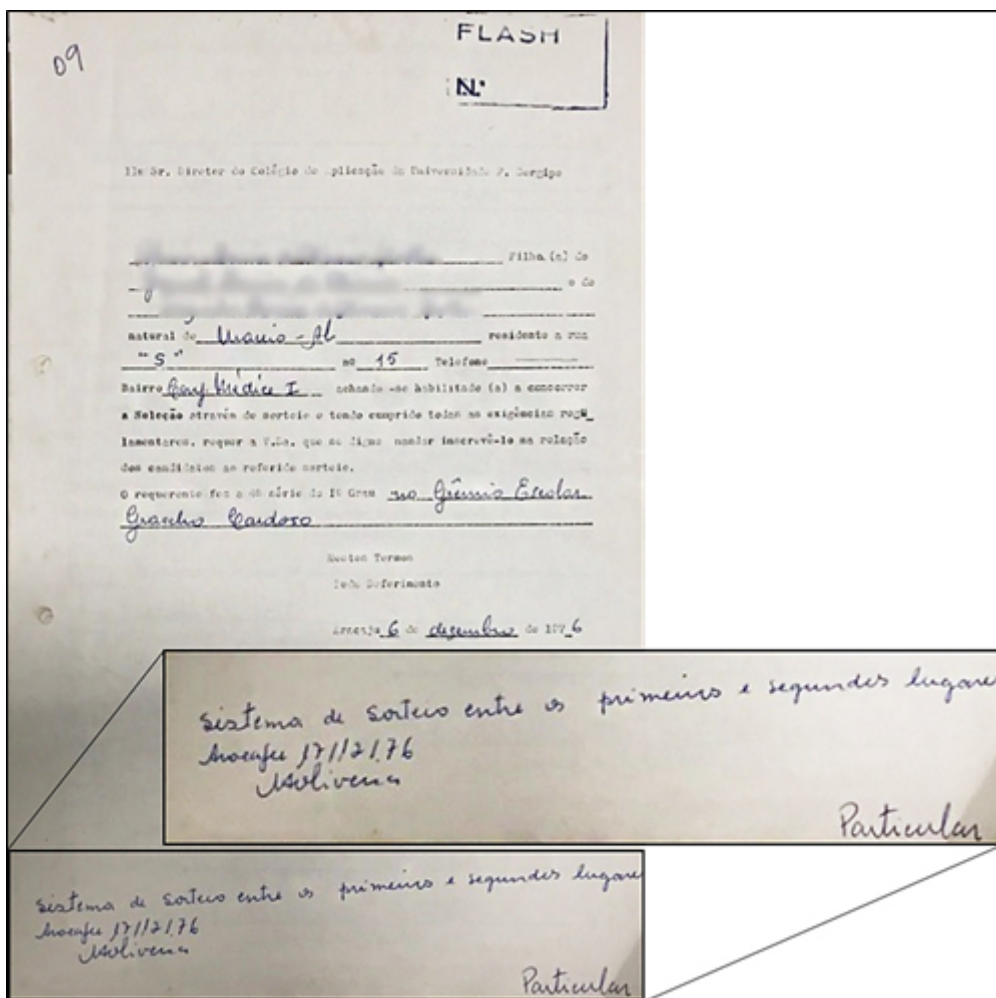 09
FLASH
N.º
Ilm Sr. Diretor do Colégio de Aplicação da Universidade F. Sergipe
Filho (a) de
e de
natural de Maceió - Al residente a rua
"S" nº 15 Telefone
Bairro Conj. Médice I achando-se habilitado (a) a concorrer
a Seleção através de sorteio e tendo cumprido todas as exigências regu
lamentares, requer a V.Sa. que se digne mandar inscrevê-lo na relação
dos candidatos ao referido sorteio.
O requerente fez a 4ª série do 1º Grau no Grêmio Escolar
Graccho Cardoso
Nestes Termos
Pede Deferimento
Aracaju 6 de dezembro de 1976
sistema de sorteio entre os primeiros e segundos lugares
Aracaju 17/12/76
Particular
sistema de sorteio entre os primeiros e segundos lugares
Aracaju 17/12/76
Particular